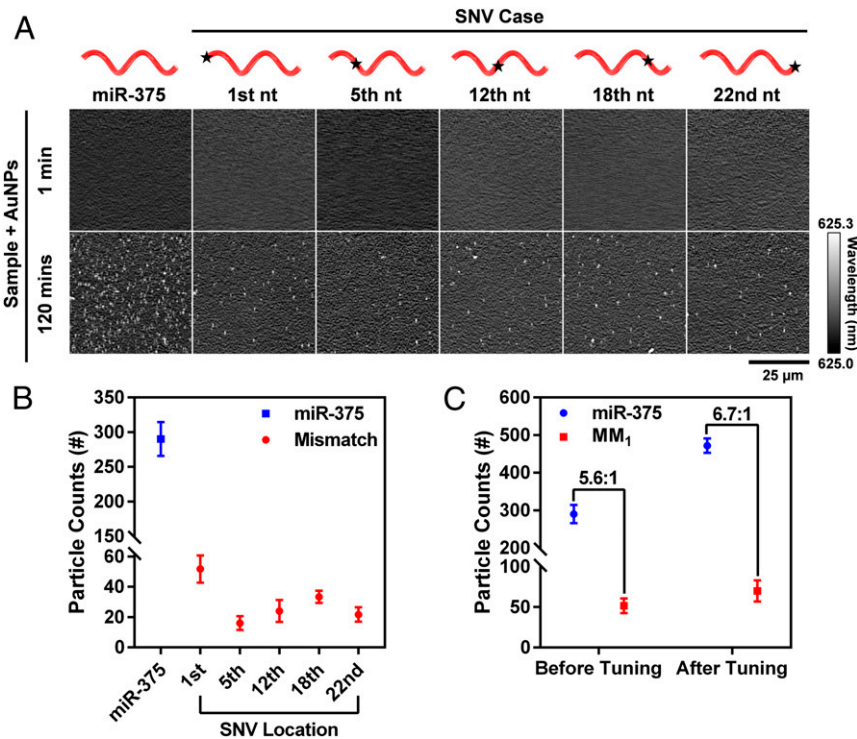 A
SNV Case
miR-375
1st nt
5th nt
12th nt
18th nt
22nd nt
Sample + AuNPs
1 min
120 mins
625.3
Wavelength (nm)
625.0
25 μm
B
Particle Counts (#)
350
300
250
200
150
60
40
20
0
miR-375
Mismatch
miR-375
1st
5th
12th
18th
22nd
SNV Location
C
Particle Counts (#)
600
500
400
300
200
100
50
0
miR-375
MM₁
5.6:1
6.7:1
Before Tuning
After Tuning